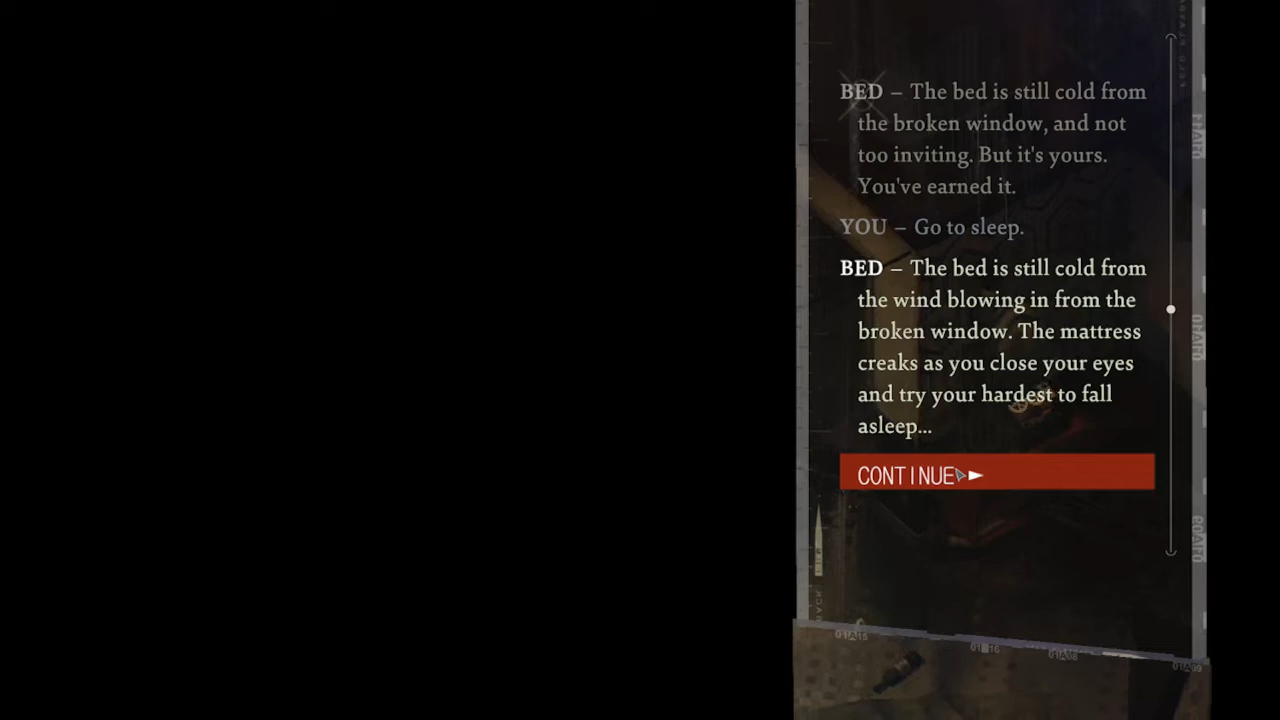 BED – The bed is still cold from
the broken window, and not
too inviting. But it's yours.
You've earned it.
YOU – Go to sleep.
BED – The bed is still cold from
the wind blowing in from the
broken window. The mattress
creaks as you close your eyes
and try your hardest to fall
asleep...
CONTINUE